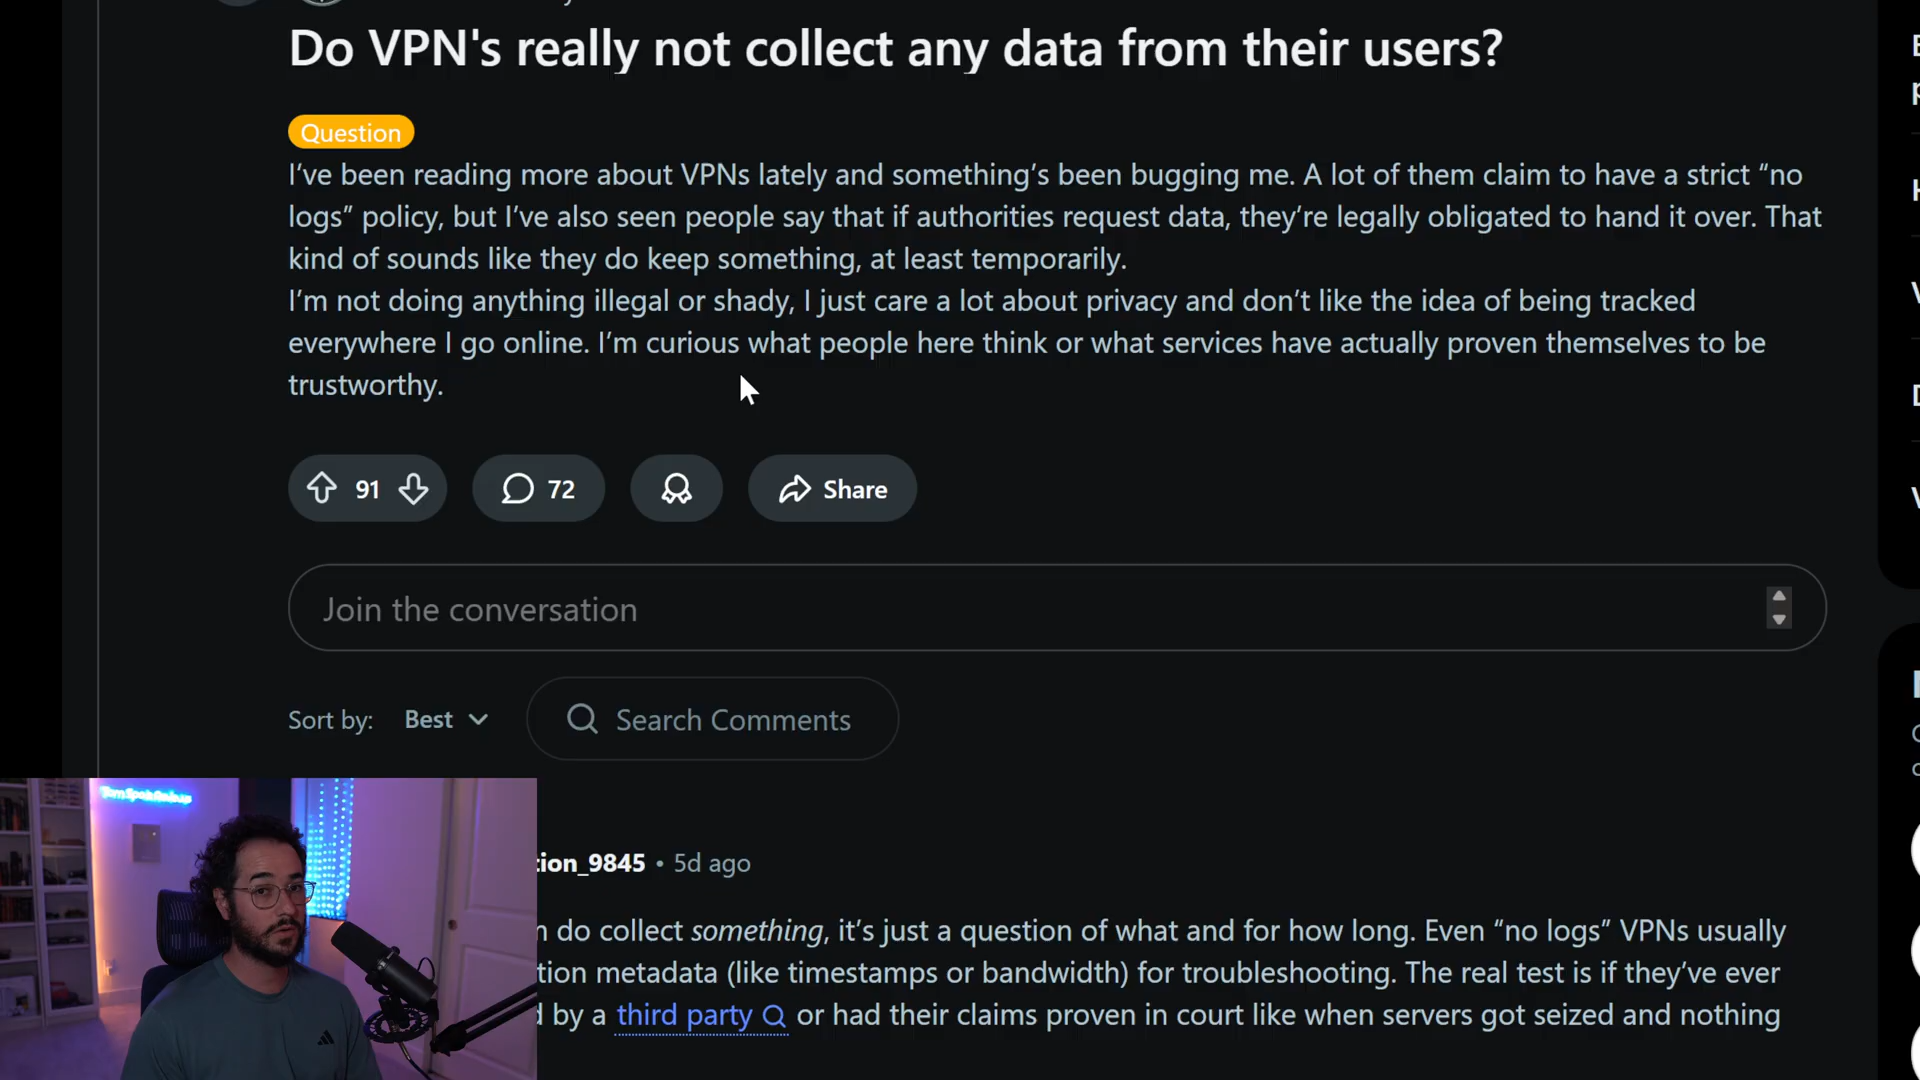 Do VPN's really not collect any data from their users?
Question
I've been reading more about VPNs lately and something's been bugging me. A lot of them claim to have a strict “no
logs” policy, but I've also seen people say that if authorities request data, they're legally obligated to hand it over. That
kind of sounds like they do keep something, at least temporarily.
I'm not doing anything illegal or shady, I just care a lot about privacy and don't like the idea of being tracked
everywhere I go online. I'm curious what people here think or what services have actually proven themselves to be
trustworthy.
91
72
Share
Join the conversation
Sort by: Best
Search Comments
tion_9845 • 5d ago
do collect something, it's just a question of what and for how long. Even “no logs” VPNs usually
tion metadata (like timestamps or bandwidth) for troubleshooting. The real test is if they've ever
by a third party or had their claims proven in court like when servers got seized and nothing